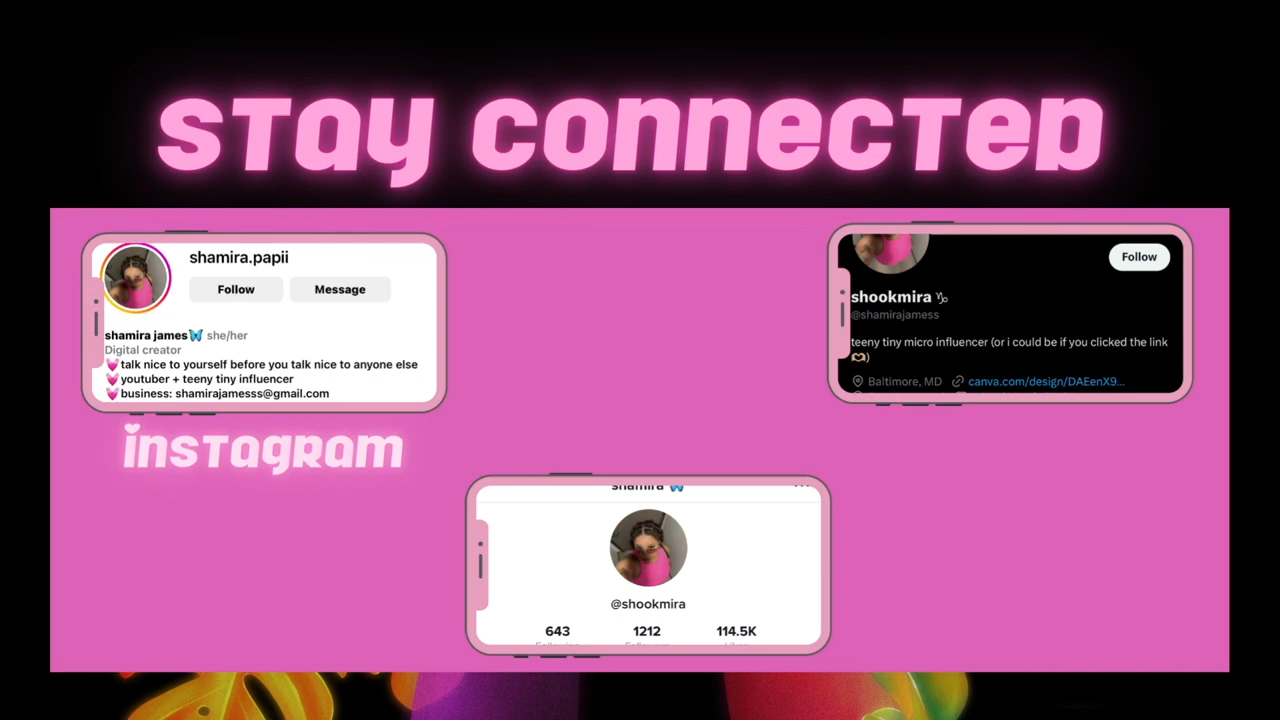 STAY CONNECTED
shamira.papii
Follow Message
shamira james🦋 she/her
Digital creator
💓talk nice to yourself before you talk nice to anyone else
💓youtuber + teeny tiny influencer
💓business: shamirajamesss@gmail.com
instagram
Follow
shookmira ♑︎
@shamirajamess
teeny tiny micro influencer (or i could be if you clicked the link
🫶🏼)
Baltimore, MD canva.com/design/DAEenX9...
shamira 🦋
@shookmira
643 1212 114.5K